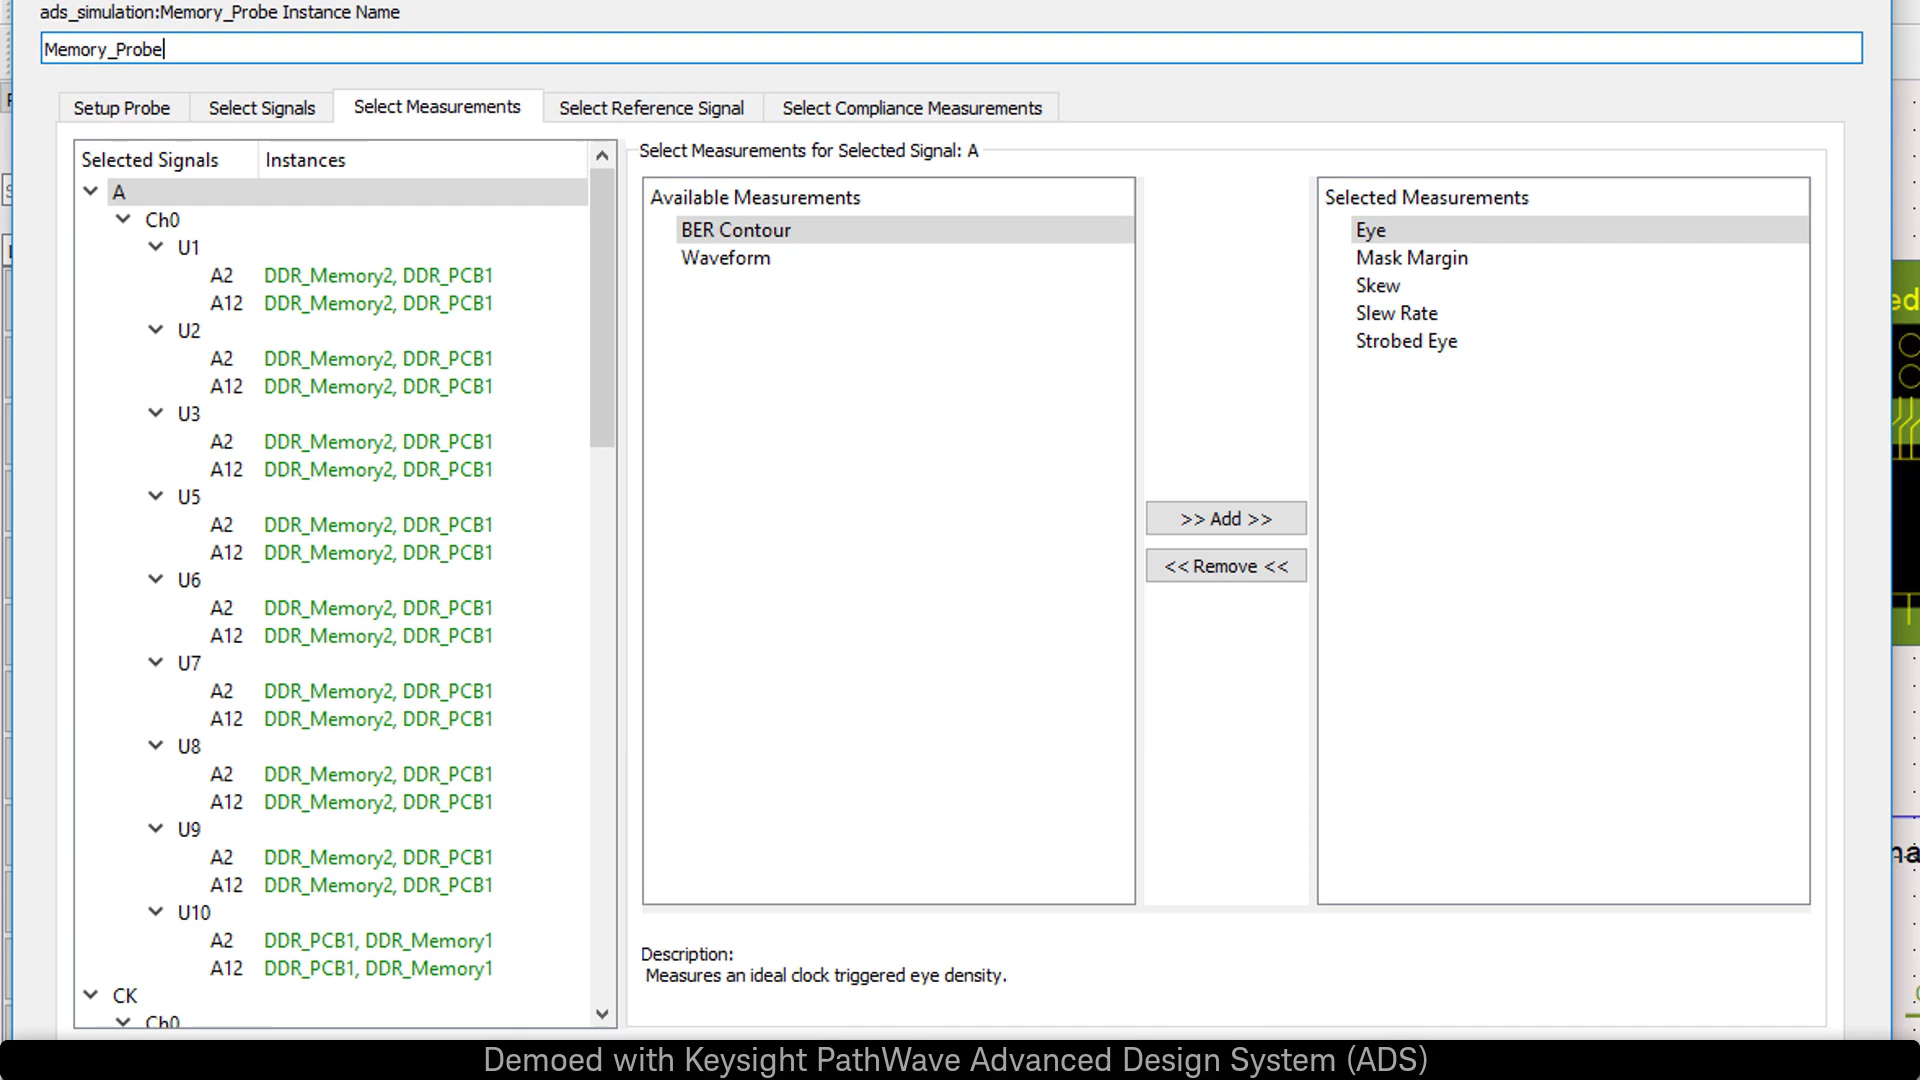 ads_simulation:Memory_Probe Instance Name
Memory_Probe
Setup Probe
Select Signals
Select Measurements
Select Reference Signal
Select Compliance Measurements
Selected Signals Instances
A
Ch0
U1
A2 DDR_Memory2, DDR_PCB1
A12 DDR_Memory2, DDR_PCB1
U2
A2 DDR_Memory2, DDR_PCB1
A12 DDR_Memory2, DDR_PCB1
U3
A2 DDR_Memory2, DDR_PCB1
A12 DDR_Memory2, DDR_PCB1
U5
A2 DDR_Memory2, DDR_PCB1
A12 DDR_Memory2, DDR_PCB1
U6
A2 DDR_Memory2, DDR_PCB1
A12 DDR_Memory2, DDR_PCB1
U7
A2 DDR_Memory2, DDR_PCB1
A12 DDR_Memory2, DDR_PCB1
U8
A2 DDR_Memory2, DDR_PCB1
A12 DDR_Memory2, DDR_PCB1
U9
A2 DDR_Memory2, DDR_PCB1
A12 DDR_Memory2, DDR_PCB1
U10
A2 DDR_PCB1, DDR_Memory1
A12 DDR_PCB1, DDR_Memory1
CK
Ch0
Select Measurements for Selected Signal: A
Available Measurements
BER Contour
Waveform
>> Add >>
<< Remove <<
Selected Measurements
Eye
Mask Margin
Skew
Slew Rate
Strobed Eye
Description:
Measures an ideal clock triggered eye density.
ed
Demoed with Keysight PathWave Advanced Design System (ADS)